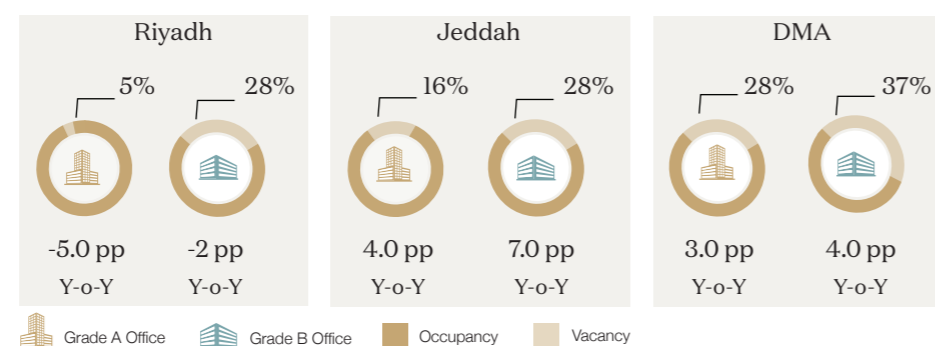 Riyadh
5%
28%
-5.0 pp
-2 pp
Y-o-Y
Y-o-Y
Jeddah
16%
28%
4.0 pp
7.0 pp
Y-o-Y
Y-o-Y
DMA
28%
37%
3.0 pp
4.0 pp
Y-o-Y
Y-o-Y
Grade A Office
Grade B Office
Occupancy
Vacancy